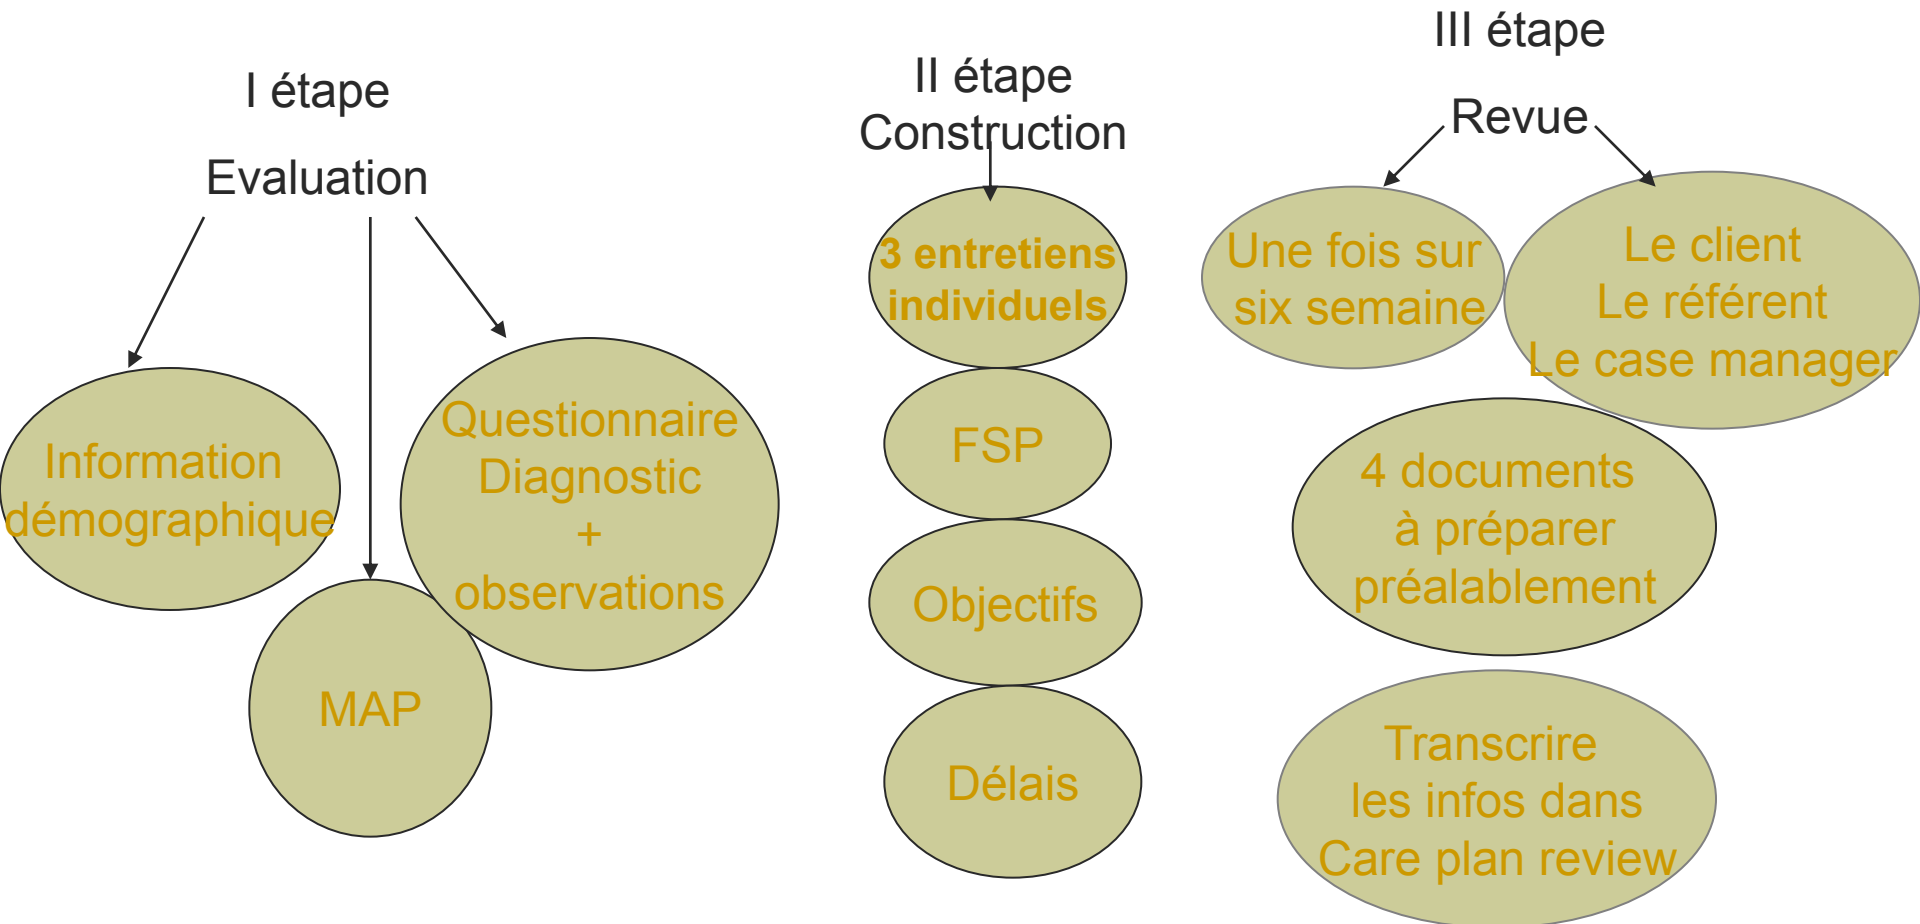 I étape
Evaluation
Information
démographique
MAP
Questionnaire
Diagnostic
+
observations
II étape
Construction
3 entretiens
individuels
FSP
Objectifs
Délais
III étape
Revue
Une fois sur
six semaine
Le client
Le référent
Le case manager
4 documents
à préparer
préalablement
Transcrire
les infos dans
Care plan review